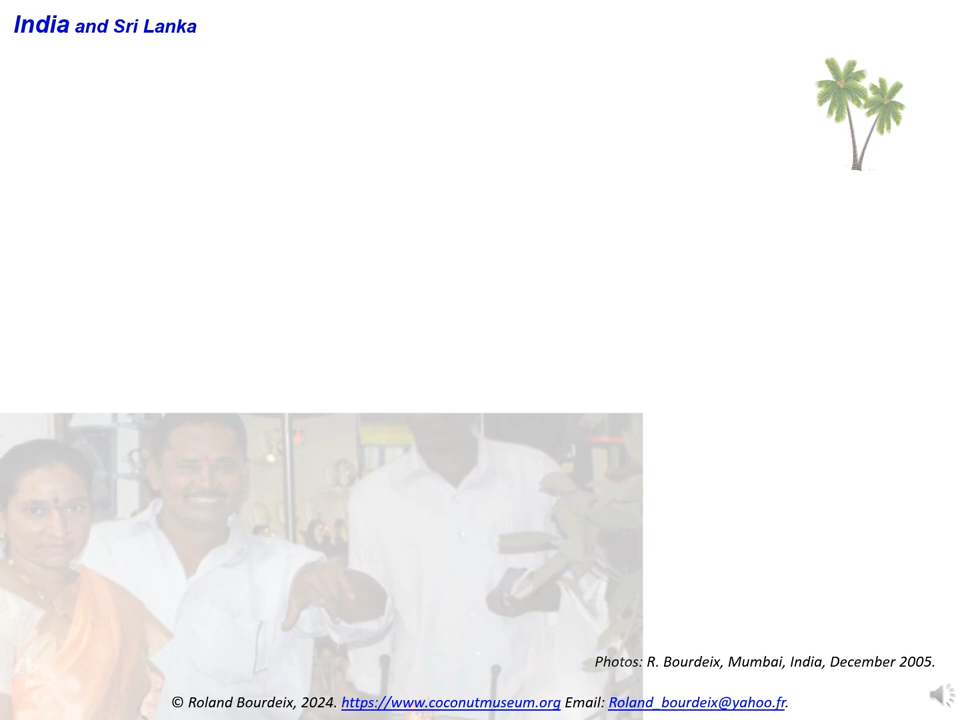 India and Sri Lanka
Photos: R. Bourdeix, Mumbai, India, December 2005.
© Roland Bourdeix, 2024. https://www.coconutmuseum.org Email: Roland_bourdeix@yahoo.fr.